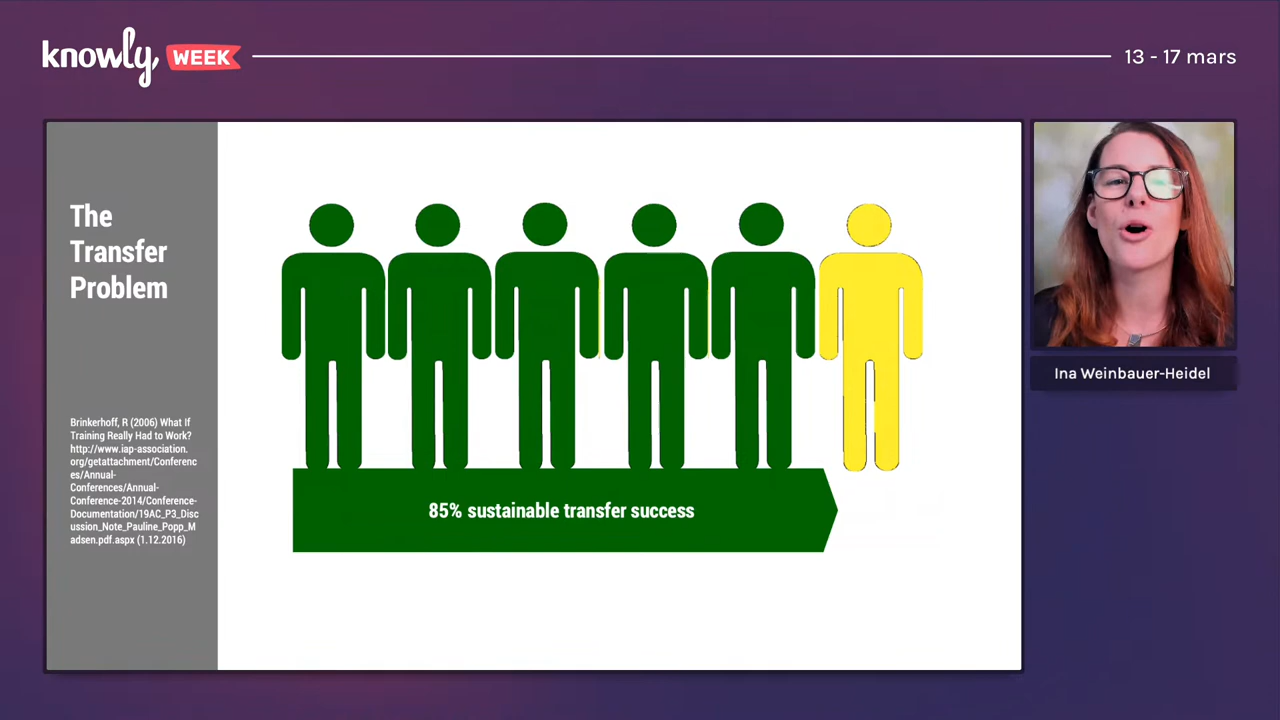 knowly WEEK
13 - 17 mars
The
Transfer
Problem
Brinkerhoff, R (2006) What If
Training Really Had to Work?
http://www.iap-association.
org/getattachment/Conferenc
es/Annual-
Conferences/Annual-
Conference-2014/Conference-
Documentation/19AC_P3_Disc
ussion_Note_Pauline_Popp_M
adsen.pdf.aspx (1.12.2016)
85% sustainable transfer success
Ina Weinbauer-Heidel